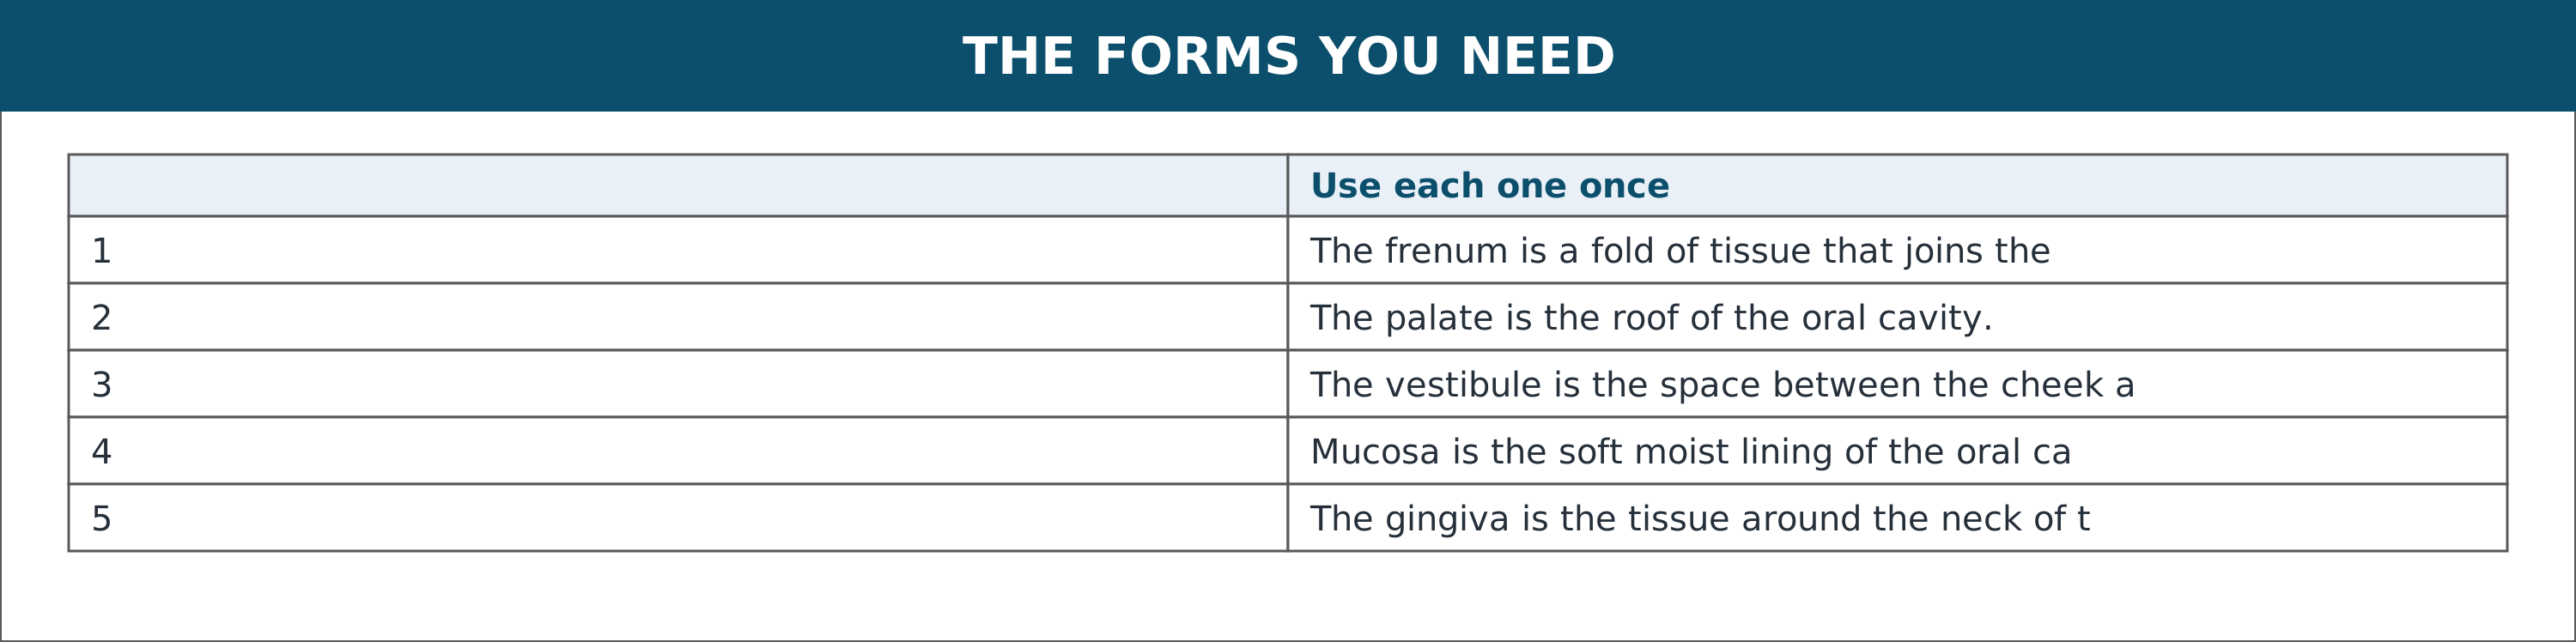 THE FORMS YOU NEED
Use each one once
1 The frenum is a fold of tissue that joins the
2 The palate is the roof of the oral cavity.
3 The vestibule is the space between the cheek a
4 Mucosa is the soft moist lining of the oral ca
5 The gingiva is the tissue around the neck of t